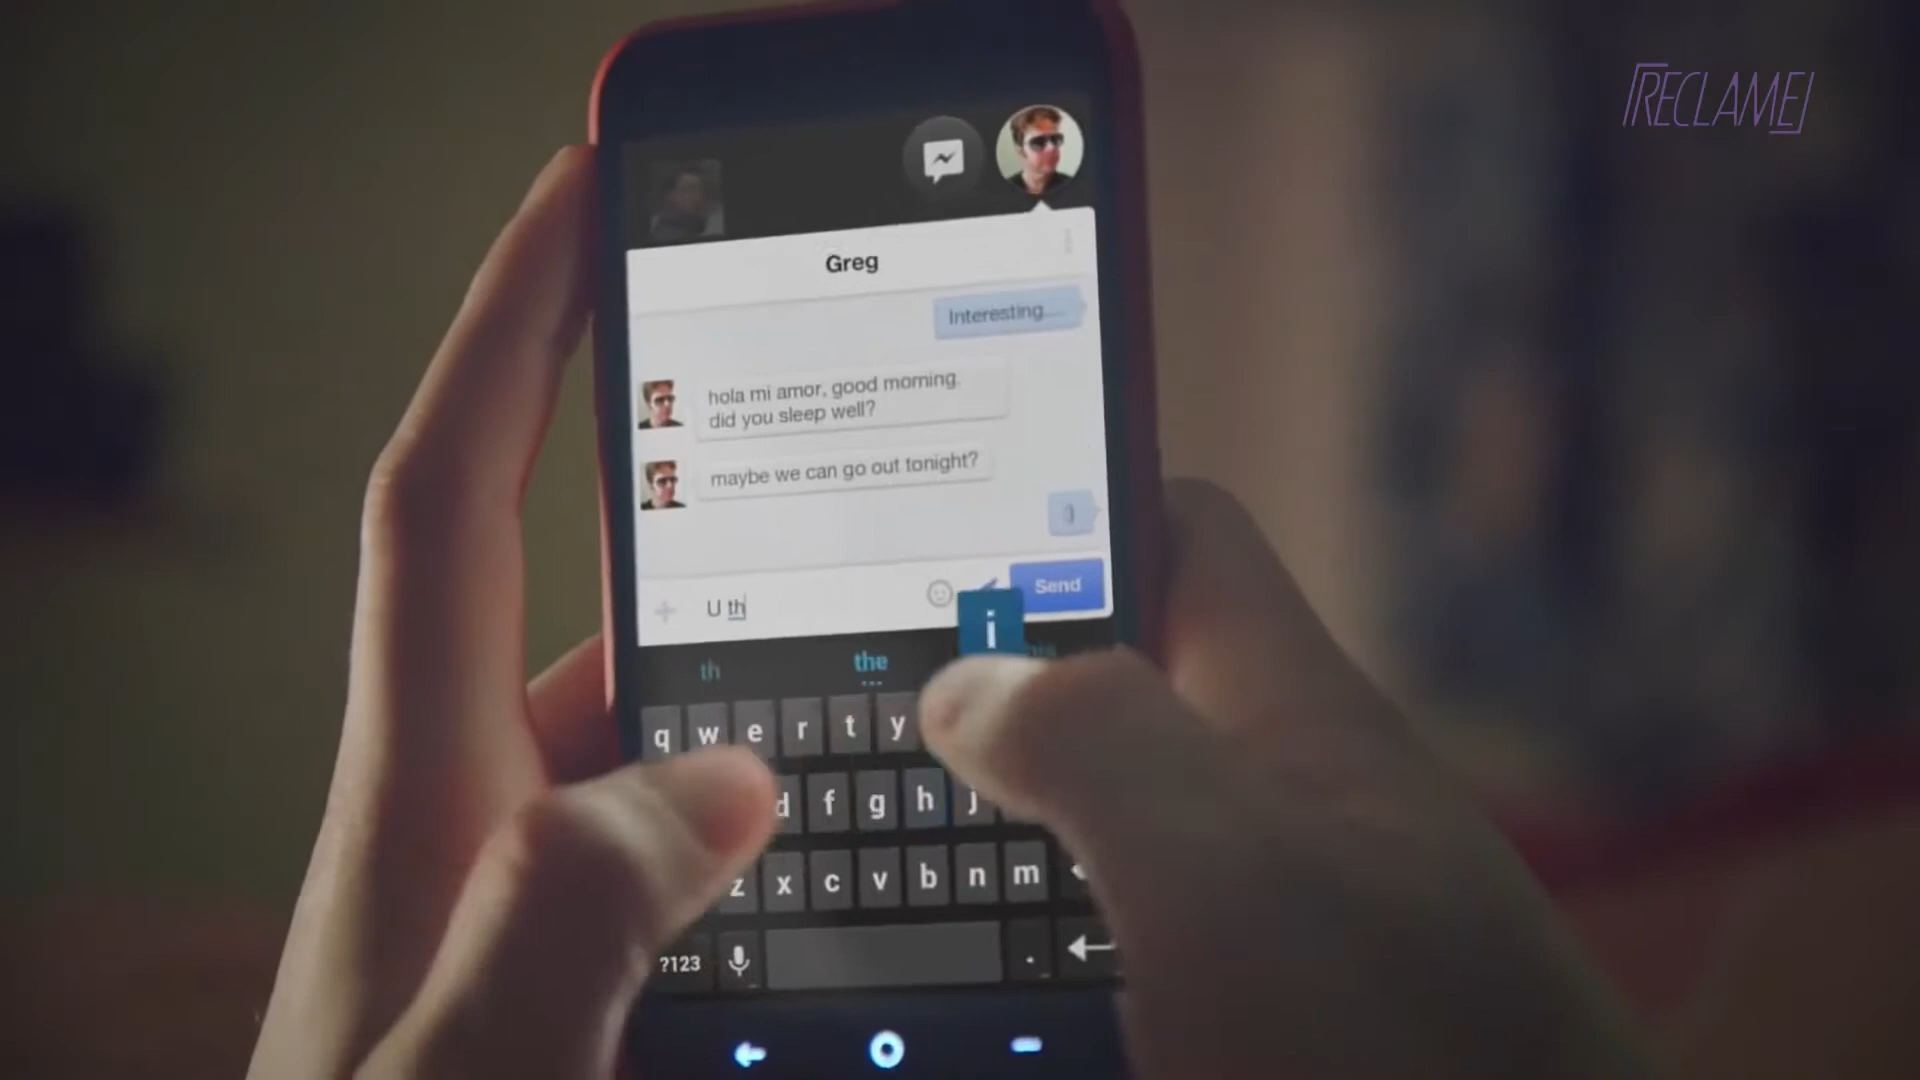 RECLAME
Greg
Interesting....
hola mi amor, good morning.
did you sleep well?
maybe we can go out tonight?
:)
U th
Send
i
th
the
q w e r t y
d f g h j
z x c v b n m
?123
.